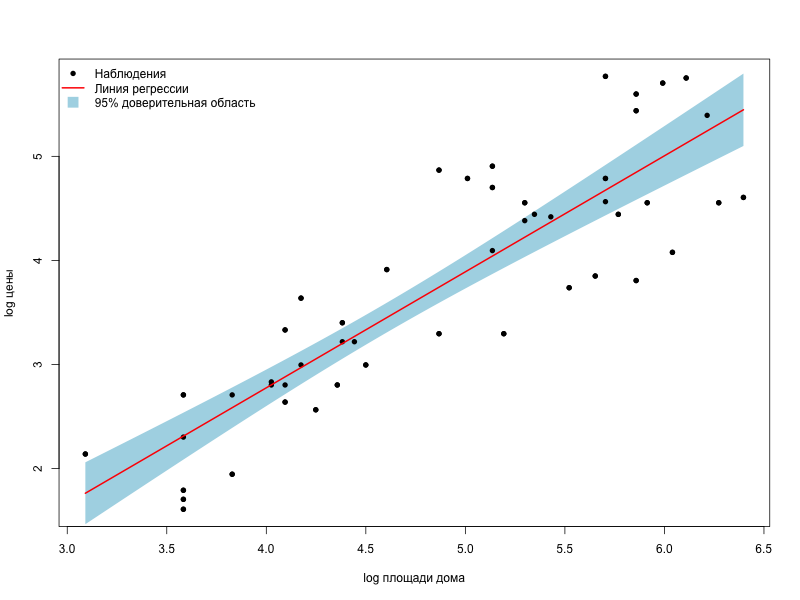 Наблюдения
Линия регрессии
95% доверительная область
5
4
3
2
log цены
3.0 3.5 4.0 4.5 5.0 5.5 6.0 6.5
log площади дома